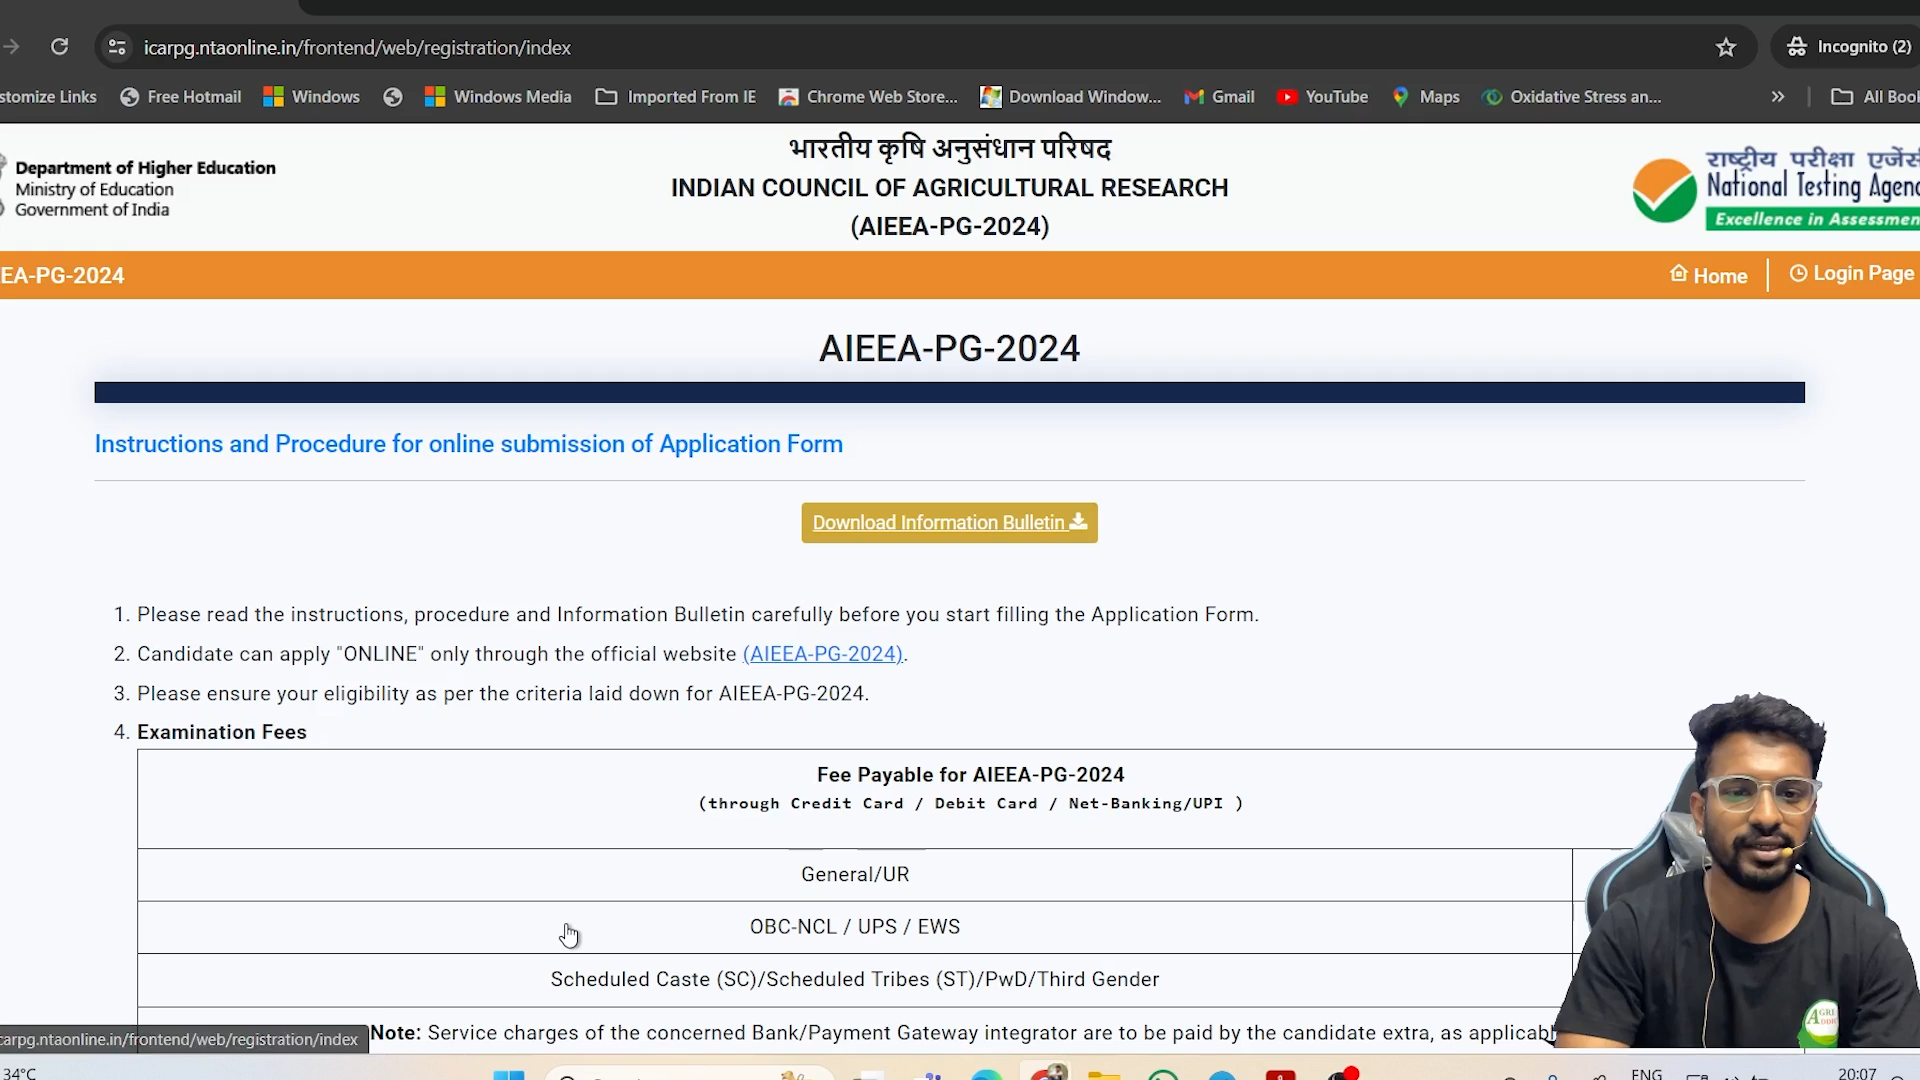 icarpg.ntaonline.in/frontend/web/registration/index
Incognito (2)
stomize Links
Free Hotmail
Windows
Windows Media
Imported From IE
Chrome Web Store...
Download Window...
Gmail
YouTube
Maps
Oxidative Stress an...
»
All Book
Department of Higher Education
Ministry of Education
Government of India
भारतीय कृषि अनुसंधान परिषद
INDIAN COUNCIL OF AGRICULTURAL RESEARCH
(AIEEA-PG-2024)
राष्ट्रीय परीक्षा एजेंसी
National Testing Agenc
Excellence in Assessmen
EA-PG-2024
Home
Login Page
AIEEA-PG-2024
Instructions and Procedure for online submission of Application Form
Download Information Bulletin
1. Please read the instructions, procedure and Information Bulletin carefully before you start filling the Application Form.
2. Candidate can apply "ONLINE" only through the official website (AIEEA-PG-2024).
3. Please ensure your eligibility as per the criteria laid down for AIEEA-PG-2024.
4. Examination Fees
Fee Payable for AIEEA-PG-2024
(through Credit Card / Debit Card / Net-Banking/UPI )
General/UR
OBC-NCL / UPS / EWS
Scheduled Caste (SC)/Scheduled Tribes (ST)/PwD/Third Gender
Note: Service charges of the concerned Bank/Payment Gateway integrator are to be paid by the candidate extra, as applicabl
carpg.ntaonline.in/frontend/web/registration/index
AGRI
34°C
ENG
20:07